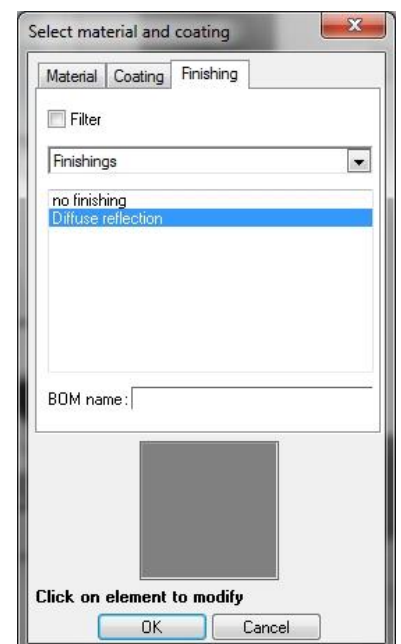 Select material and coating
Material Coating Finishing
Filter
Finishings
no finishing
Diffuse reflection
BOM name:
Click on element to modify
OK Cancel